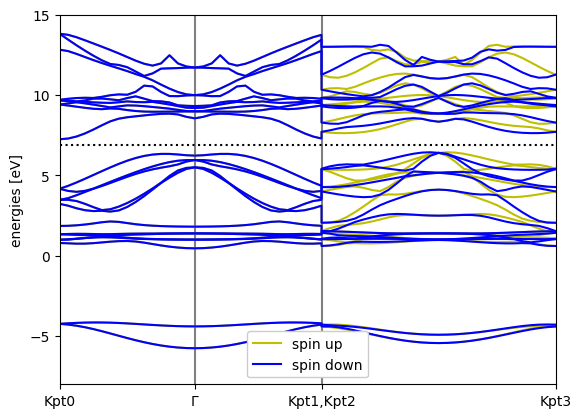 15
10
5
0
−5
energies [eV]
spin up
spin down
Kpt0
Γ
Kpt1,Kpt2
Kpt3